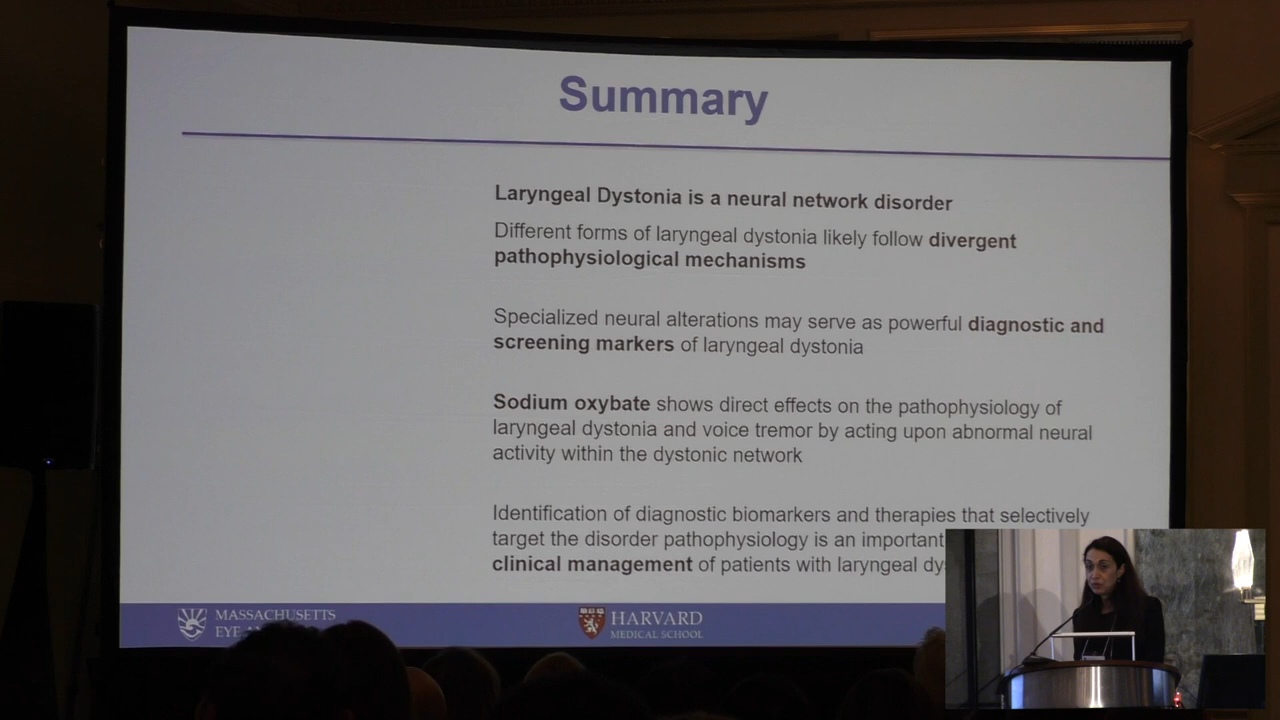 Summary
Laryngeal Dystonia is a neural network disorder
Different forms of laryngeal dystonia likely follow divergent
pathophysiological mechanisms
Specialized neural alterations may serve as powerful diagnostic and
screening markers of laryngeal dystonia
Sodium oxybate shows direct effects on the pathophysiology of
laryngeal dystonia and voice tremor by acting upon abnormal neural
activity within the dystonic network
Identification of diagnostic biomarkers and therapies that selectively
target the disorder pathophysiology is an important
clinical management of patients with laryngeal dy
MASSACHUSETTS
EYE
HARVARD
MEDICAL SCHOOL